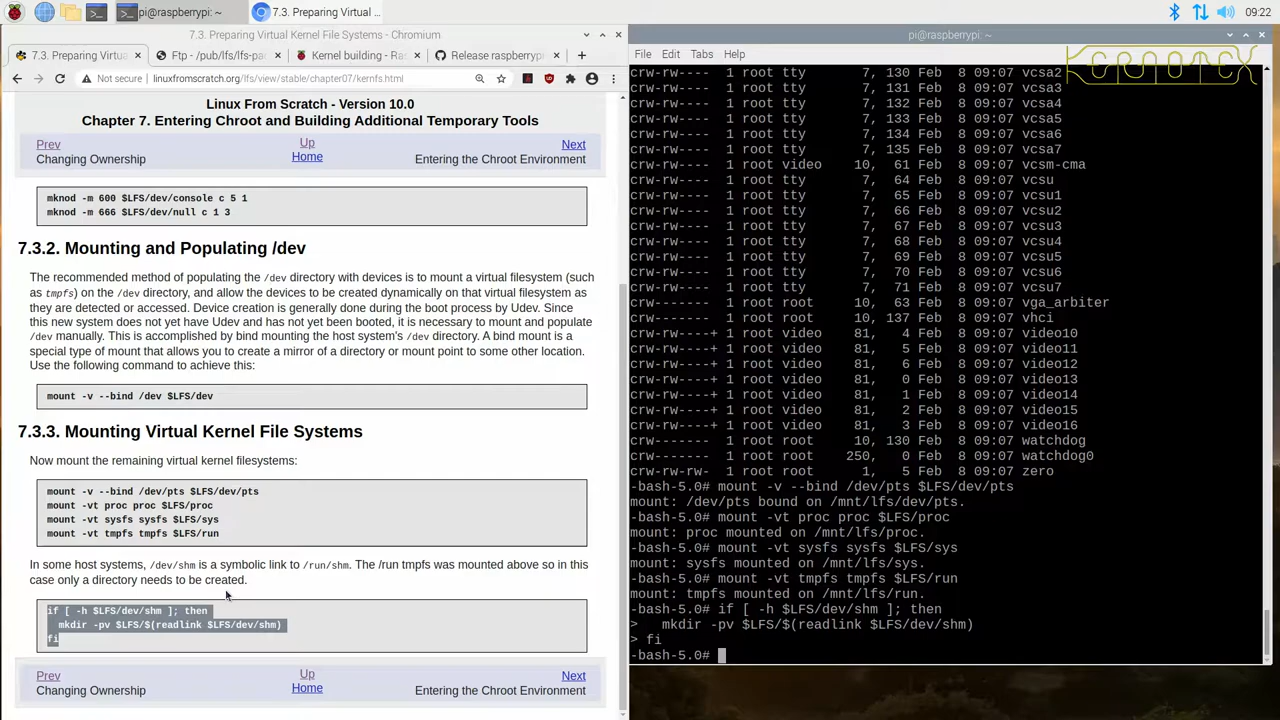 pi@raspberrypi: ~
7.3. Preparing Virtual ...
09:22
7.3. Preparing Virtual Kernel File Systems - Chromium
pi@raspberrypi: ~
7.3. Preparing Virtua
Ftp - /pub/lfs/lfs-pa
Kernel building - Ras
Release raspberrypi
File Edit Tabs Help
KERNOTEX
Not secure | linuxfromscratch.org/lfs/view/stable/chapter07/kernfs.html
Linux From Scratch - Version 10.0
Chapter 7. Entering Chroot and Building Additional Temporary Tools
Prev Up Next
Changing Ownership Home Entering the Chroot Environment
mknod -m 600 $LFS/dev/console c 5 1
mknod -m 666 $LFS/dev/null c 1 3
7.3.2. Mounting and Populating /dev
The recommended method of populating the /dev directory with devices is to mount a virtual filesystem (such
as tmpfs) on the /dev directory, and allow the devices to be created dynamically on that virtual filesystem as
they are detected or accessed. Device creation is generally done during the boot process by Udev. Since
this new system does not yet have Udev and has not yet been booted, it is necessary to mount and populate
/dev manually. This is accomplished by bind mounting the host system's /dev directory. A bind mount is a
special type of mount that allows you to create a mirror of a directory or mount point to some other location.
Use the following command to achieve this:
mount -v --bind /dev $LFS/dev
7.3.3. Mounting Virtual Kernel File Systems
Now mount the remaining virtual kernel filesystems:
mount -v --bind /dev/pts $LFS/dev/pts
mount -vt proc proc $LFS/proc
mount -vt sysfs sysfs $LFS/sys
mount -vt tmpfs tmpfs $LFS/run
In some host systems, /dev/shm is a symbolic link to /run/shm. The /run tmpfs was mounted above so in this
case only a directory needs to be created.
if [ -h $LFS/dev/shm ]; then
  mkdir -pv $LFS/$(readlink $LFS/dev/shm)
fi
Prev Up Next
Changing Ownership Home Entering the Chroot Environment
crw-rw---- 1 root tty 7, 130 Feb 8 09:07 vcsa2
crw-rw---- 1 root tty 7, 131 Feb 8 09:07 vcsa3
crw-rw---- 1 root tty 7, 132 Feb 8 09:07 vcsa4
crw-rw---- 1 root tty 7, 133 Feb 8 09:07 vcsa5
crw-rw---- 1 root tty 7, 134 Feb 8 09:07 vcsa6
crw-rw---- 1 root tty 7, 135 Feb 8 09:07 vcsa7
crw-rw---- 1 root video 10, 61 Feb 8 09:07 vcsm-cma
crw-rw---- 1 root tty 7, 64 Feb 8 09:07 vcsu
crw-rw---- 1 root tty 7, 65 Feb 8 09:07 vcsu1
crw-rw---- 1 root tty 7, 66 Feb 8 09:07 vcsu2
crw-rw---- 1 root tty 7, 67 Feb 8 09:07 vcsu3
crw-rw---- 1 root tty 7, 68 Feb 8 09:07 vcsu4
crw-rw---- 1 root tty 7, 69 Feb 8 09:07 vcsu5
crw-rw---- 1 root tty 7, 70 Feb 8 09:07 vcsu6
crw-rw---- 1 root tty 7, 71 Feb 8 09:07 vcsu7
crw------- 1 root root 10, 63 Feb 8 09:07 vga_arbiter
crw------- 1 root root 10, 137 Feb 8 09:07 vhci
crw-rw----+ 1 root video 81, 4 Feb 8 09:07 video10
crw-rw----+ 1 root video 81, 5 Feb 8 09:07 video11
crw-rw----+ 1 root video 81, 6 Feb 8 09:07 video12
crw-rw----+ 1 root video 81, 0 Feb 8 09:07 video13
crw-rw----+ 1 root video 81, 1 Feb 8 09:07 video14
crw-rw----+ 1 root video 81, 2 Feb 8 09:07 video15
crw-rw----+ 1 root video 81, 3 Feb 8 09:07 video16
crw------- 1 root root 10, 130 Feb 8 09:07 watchdog
crw------- 1 root root 250, 0 Feb 8 09:07 watchdog0
crw-rw-rw- 1 root root 1, 5 Feb 8 09:07 zero
-bash-5.0# mount -v --bind /dev/pts $LFS/dev/pts
mount: /dev/pts bound on /mnt/lfs/dev/pts.
-bash-5.0# mount -vt proc proc $LFS/proc
mount: proc mounted on /mnt/lfs/proc.
-bash-5.0# mount -vt sysfs sysfs $LFS/sys
mount: sysfs mounted on /mnt/lfs/sys.
-bash-5.0# mount -vt tmpfs tmpfs $LFS/run
mount: tmpfs mounted on /mnt/lfs/run.
-bash-5.0# if [ -h $LFS/dev/shm ]; then
>   mkdir -pv $LFS/$(readlink $LFS/dev/shm)
> fi
-bash-5.0#